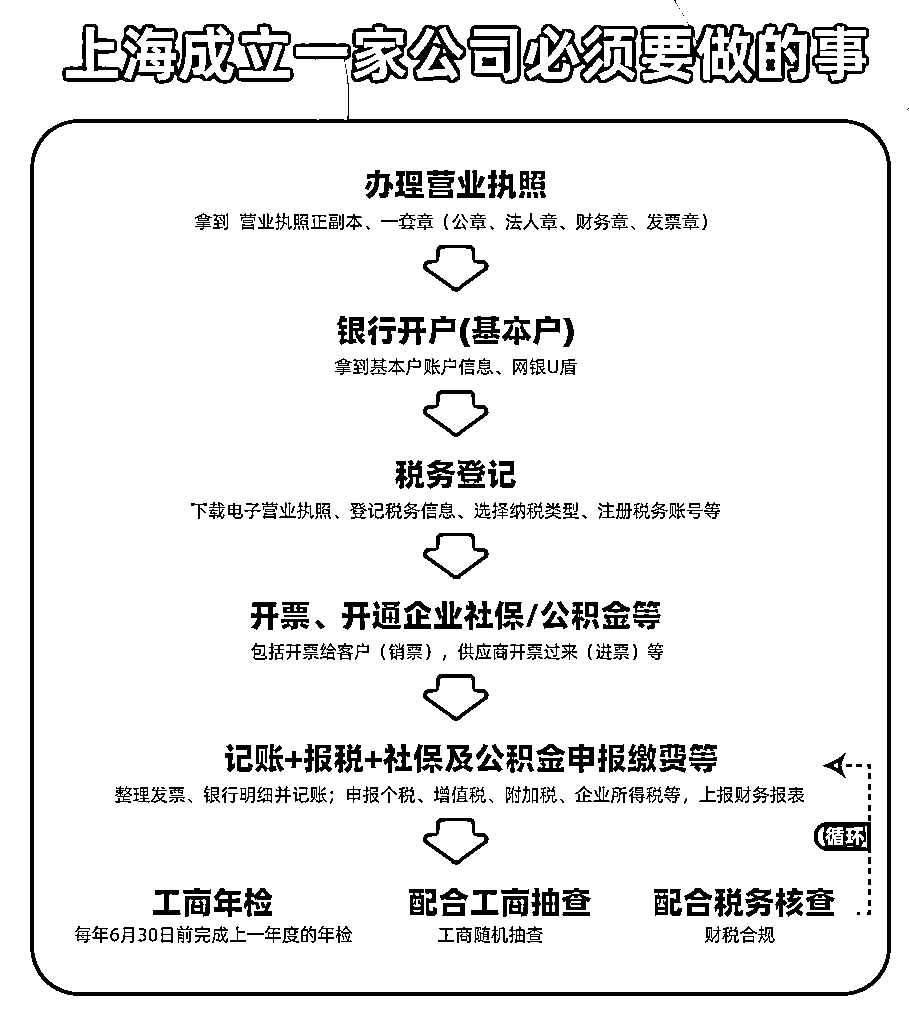 上海成立一家公司必须要做的事
办理营业执照
拿到 营业执照正副本、一套章（公章、法人章、财务章、发票章）
银行开户(基本户)
拿到基本户账户信息、网银U盾
税务登记
下载电子营业执照、登记税务信息、选择纳税类型、注册税务账号等
开票、开通企业社保/公积金等
包括开票给客户（销票），供应商开票过来（进票）等
记账+报税+社保及公积金申报缴费等
整理发票、银行明细并记账；申报个税、增值税、附加税、企业所得税等，上报财务报表
循环
工商年检 配合工商抽查 配合税务核查
每年6月30日前完成上一年度的年检 工商随机抽查 财税合规